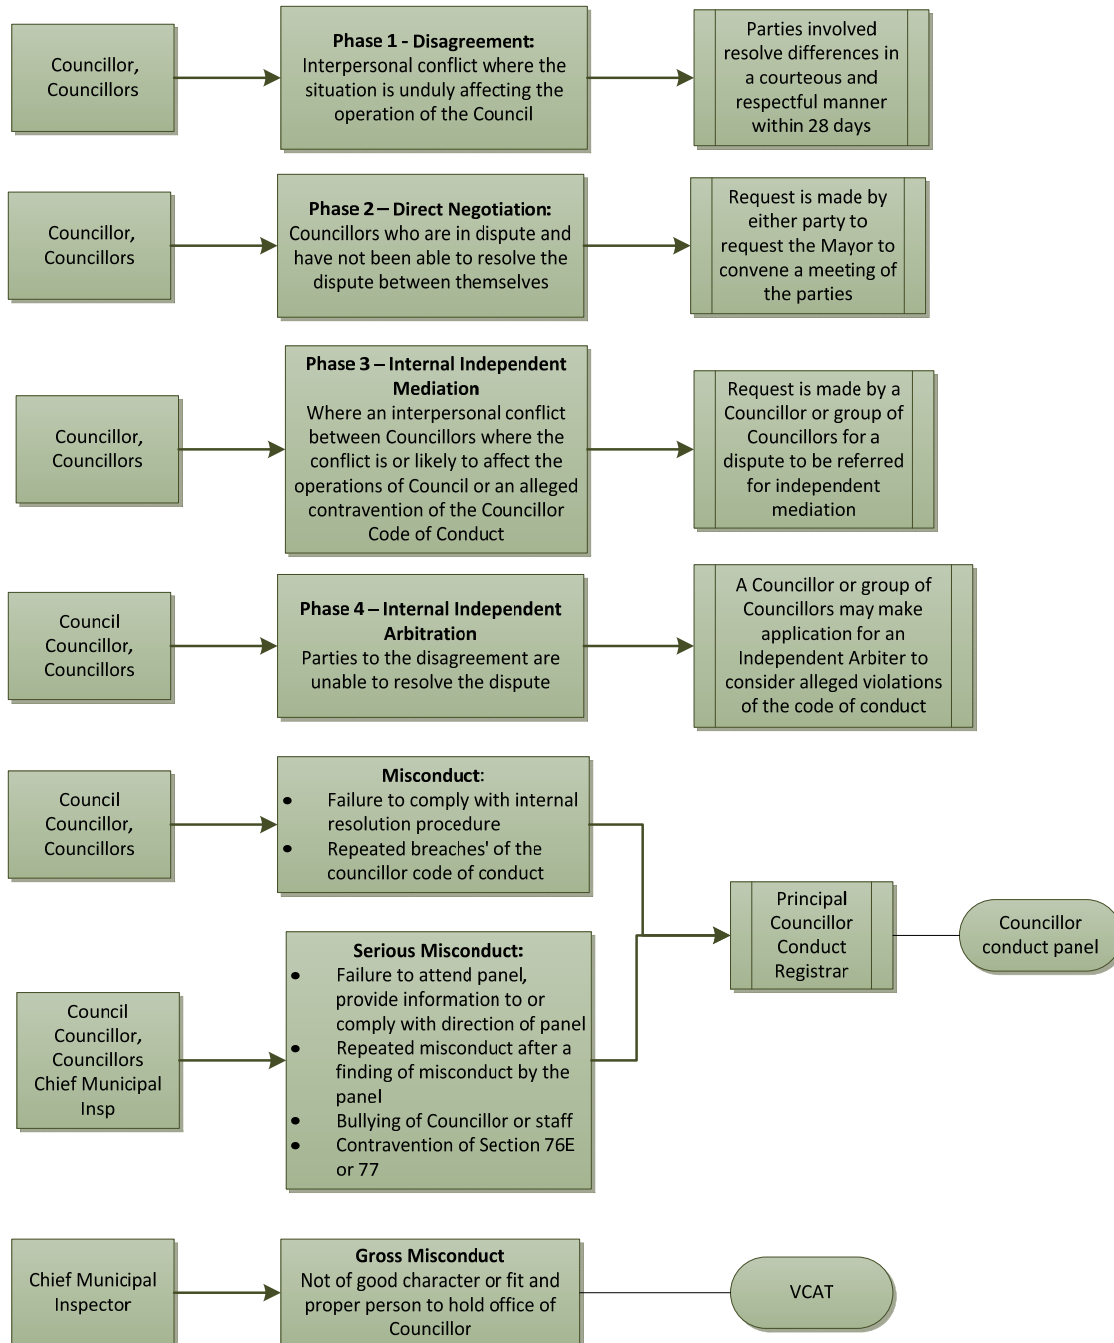 Councillor,
Councillors
Phase 1 - Disagreement:
Interpersonal conflict where the
situation is unduly affecting the
operation of the Council
Parties involved
resolve differences in
a courteous and
respectful manner
within 28 days
Councillor,
Councillors
Phase 2 – Direct Negotiation:
Councillors who are in dispute and
have not been able to resolve the
dispute between themselves
Request is made by
either party to
request the Mayor to
convene a meeting of
the parties
Councillor,
Councillors
Phase 3 – Internal Independent
Mediation
Where an interpersonal conflict
between Councillors where the
conflict is or likely to affect the
operations of Council or an alleged
contravention of the Councillor
Code of Conduct
Request is made by a
Councillor or group of
Councillors for a
dispute to be referred
for independent
mediation
Council
Councillor,
Councillors
Phase 4 – Internal Independent
Arbitration
Parties to the disagreement are
unable to resolve the dispute
A Councillor or group of
Councillors may make
application for an
Independent Arbiter to
consider alleged violations
of the code of conduct
Council
Councillor,
Councillors
Misconduct:
• Failure to comply with internal
resolution procedure
• Repeated breaches' of the
councillor code of conduct
Principal
Councillor
Conduct
Registrar
Councillor
conduct panel
Council
Councillor,
Councillors
Chief Municipal
Insp
Serious Misconduct:
• Failure to attend panel,
provide information to or
comply with direction of panel
• Repeated misconduct after a
finding of misconduct by the
panel
• Bullying of Councillor or staff
• Contravention of Section 76E
or 77
Chief Municipal
Inspector
Gross Misconduct
Not of good character or fit and
proper person to hold office of
Councillor
VCAT